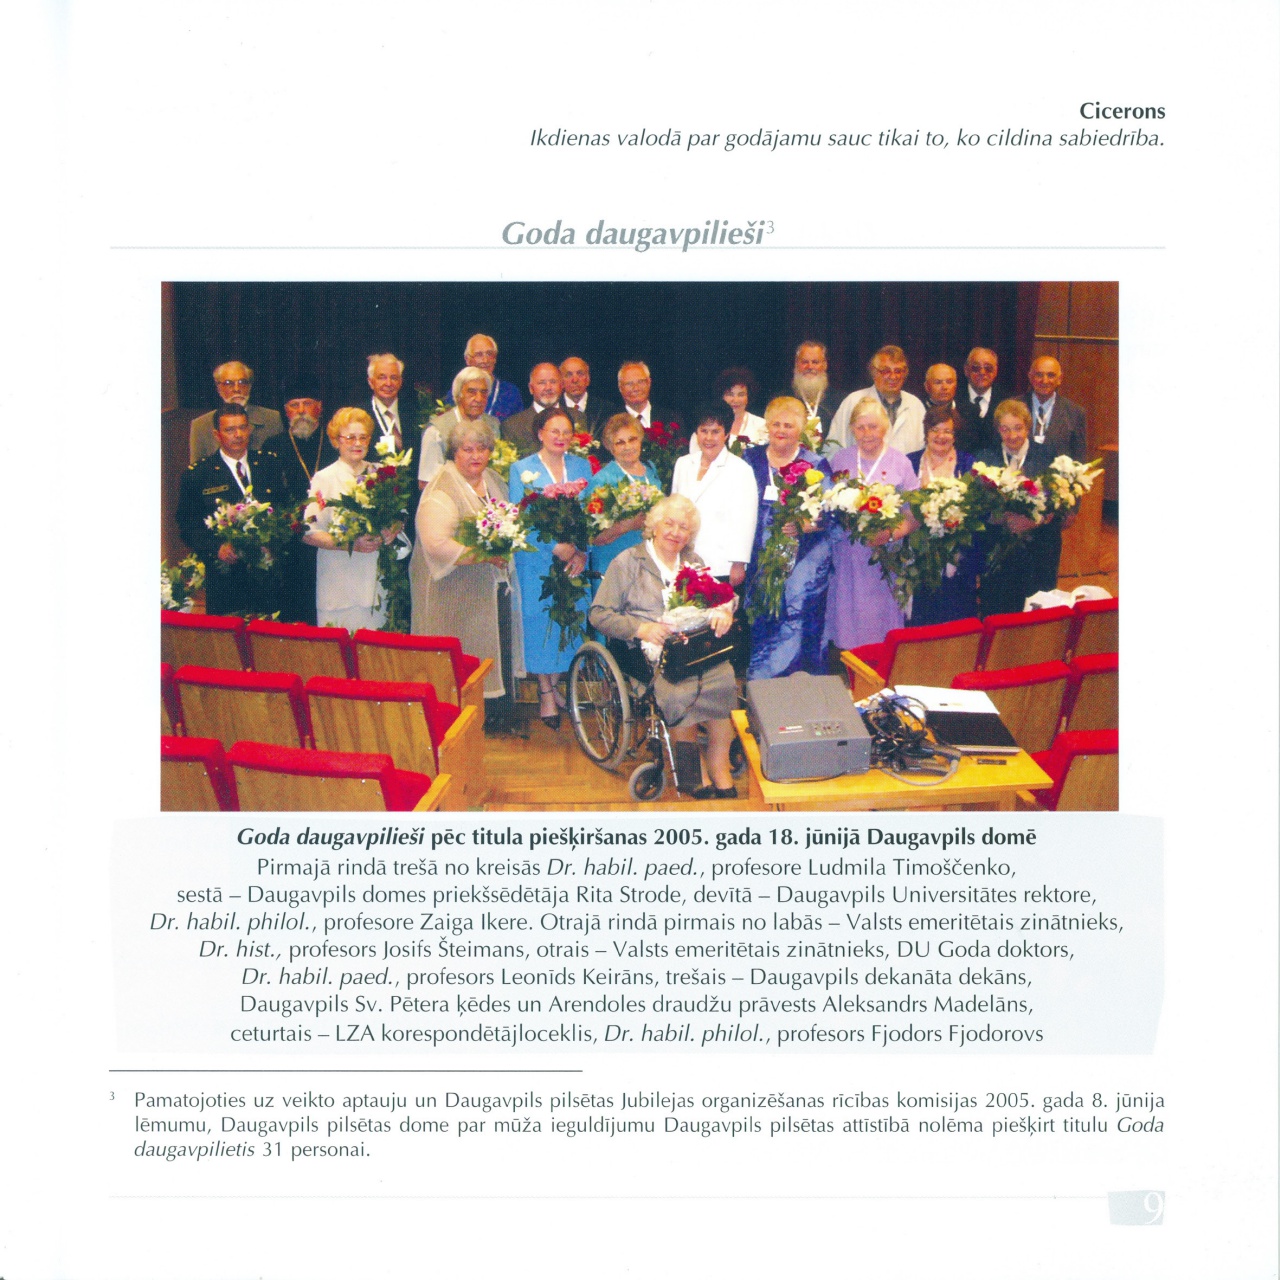 Cicerons
Ikdienas valodā par godājamu sauc tikai to, ko cildina sabiedrība.
Goda daugavpilieši³
Goda daugavpilieši pēc titula piešķiršanas 2005. gada 18. jūnijā Daugavpils domē
Pirmajā rindā trešā no kreisās Dr. habil. paed., profesore Ludmila Timoščenko,
sestā – Daugavpils domes priekšsēdētāja Rita Strode, devītā – Daugavpils Universitātes rektore,
Dr. habil. philol., profesore Zaiga Ikere. Otrajā rindā pirmais no labās – Valsts emeritētais zinātnieks,
Dr. hist., profesors Josifs Šteimans, otrais – Valsts emeritētais zinātnieks, DU Goda doktors,
Dr. habil. paed., profesors Leonīds Keirāns, trešais – Daugavpils dekanāta dekāns,
Daugavpils Sv. Pētera ķēdes un Arendoles draudžu prāvests Aleksandrs Madelāns,
ceturtais – LZA korespondētājloceklis, Dr. habil. philol., profesors Fjodors Fjodorovs
³ Pamatojoties uz veikto aptauju un Daugavpils pilsētas Jubilejas organizēšanas rīcības komisijas 2005. gada 8. jūnija
lēmumu, Daugavpils pilsētas dome par mūža ieguldījumu Daugavpils pilsētas attīstībā nolēma piešķirt titulu Goda
daugavpilietis 31 personai.
9